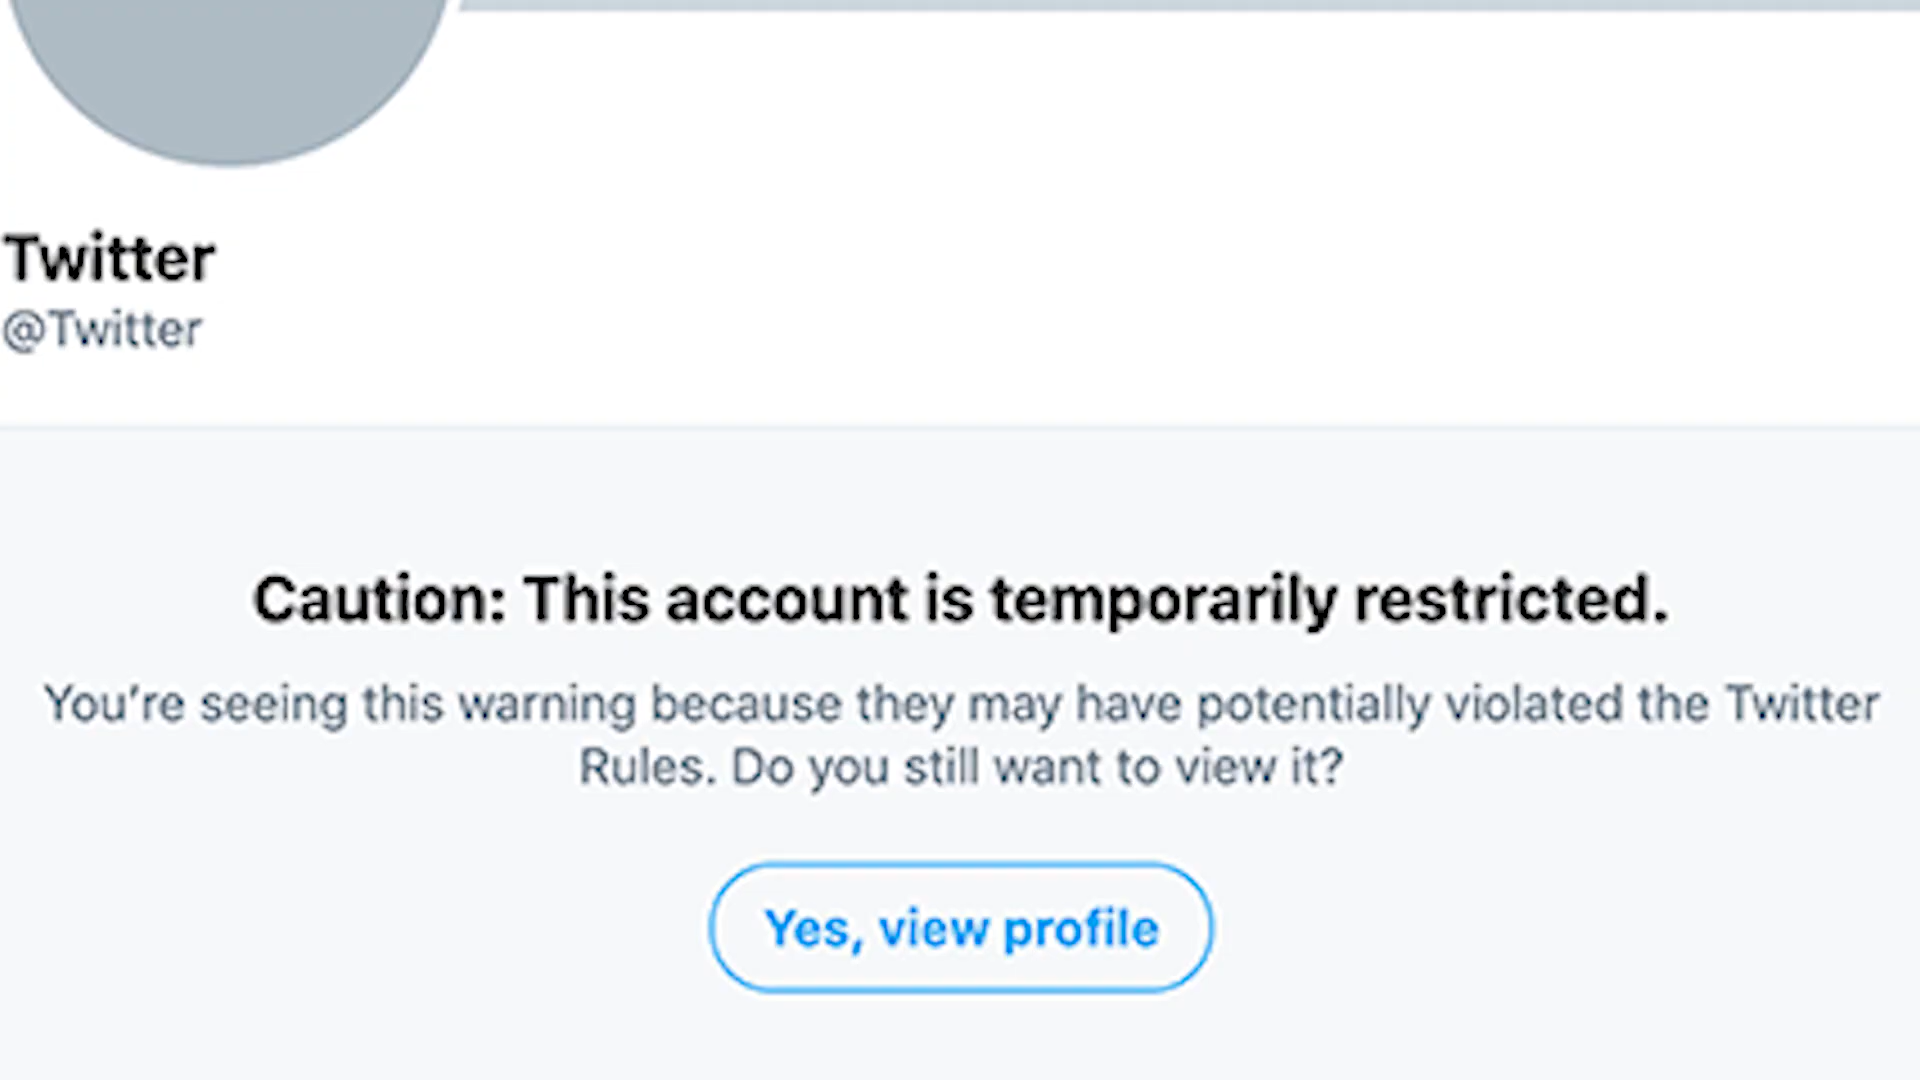 Twitter
@Twitter
Caution: This account is temporarily restricted.
You’re seeing this warning because they may have potentially violated the Twitter
Rules. Do you still want to view it?
Yes, view profile